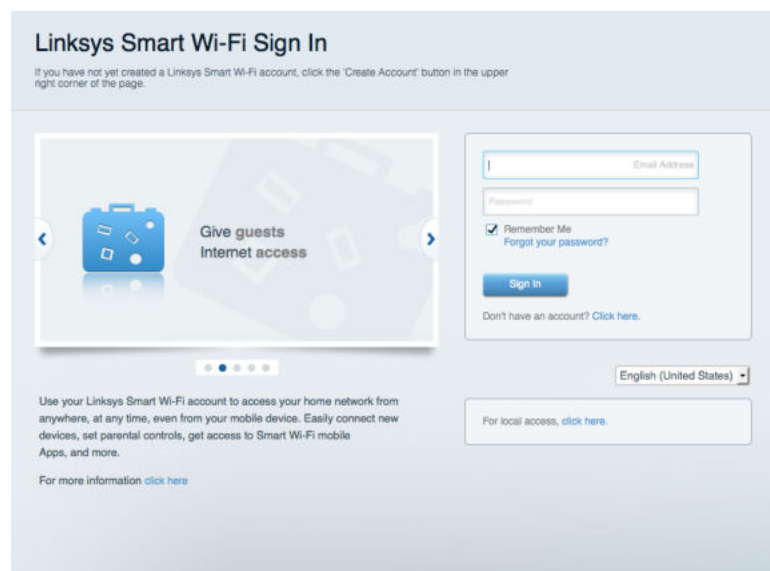 Linksys Smart Wi-Fi Sign In
If you have not yet created a Linksys Smart Wi-Fi account, click the 'Create Account' button in the upper
right corner of the page.
Give guests
Internet access
Email Address
Password
Remember Me
Forgot your password?
Sign In
Don't have an account? Click here.
English (United States)
Use your Linksys Smart Wi-Fi account to access your home network from
anywhere, at any time, even from your mobile device. Easily connect new
devices, set parental controls, get access to Smart Wi-Fi mobile
Apps, and more.
For more information click here
For local access, click here.